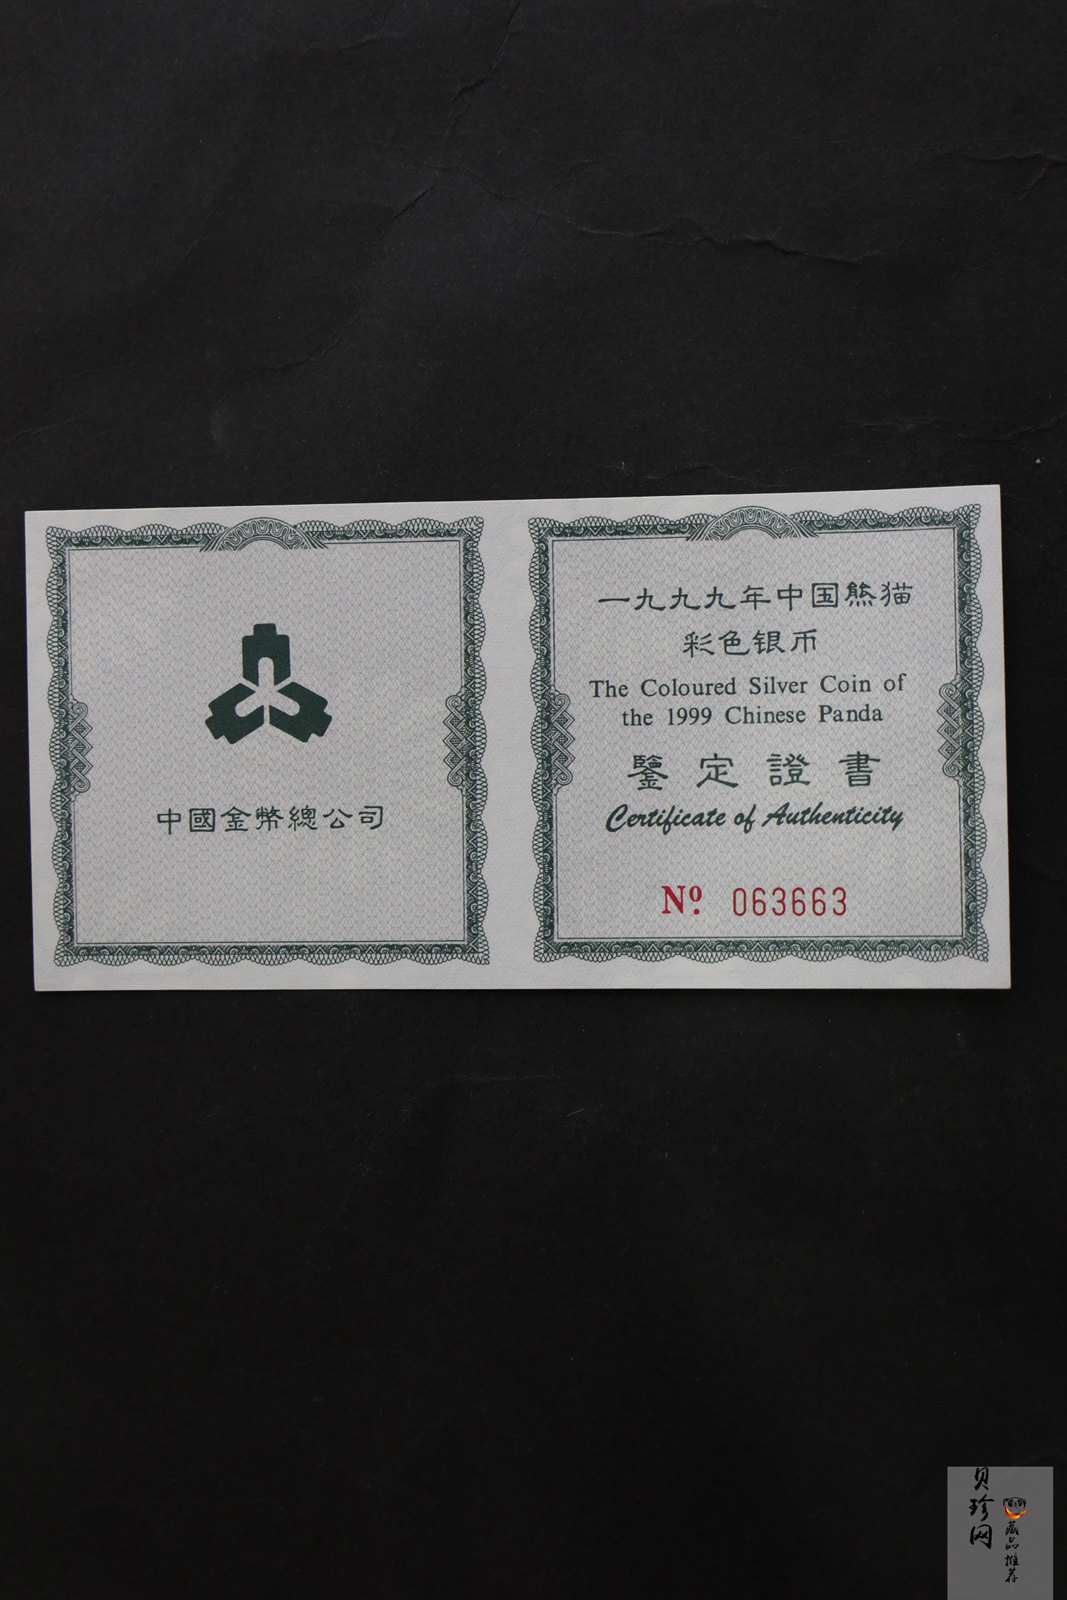 中國金幣總公司
一九九九年中国熊猫
彩色银币
The Coloured Silver Coin of
the 1999 Chinese Panda
鑒定證書
Certificate of Authenticity
Nº. 063663
贝珍网
藏品推荐